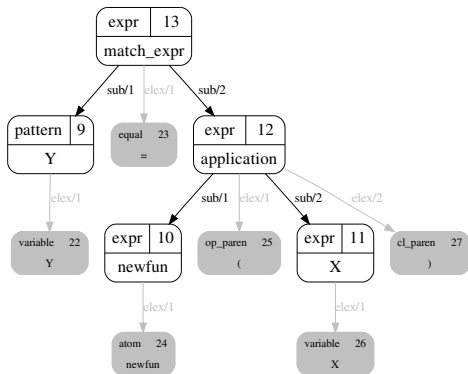 expr 13
match_expr
sub/1 elex/1 sub/2
pattern 9
Y
equal 23
=
expr 12
application
elex/1 sub/1 elex/1 sub/2 elex/2
variable 22
Y
expr 10
newfun
op_paren 25
(
expr 11
X
cl_paren 27
)
elex/1 elex/1
atom 24
newfun
variable 26
X